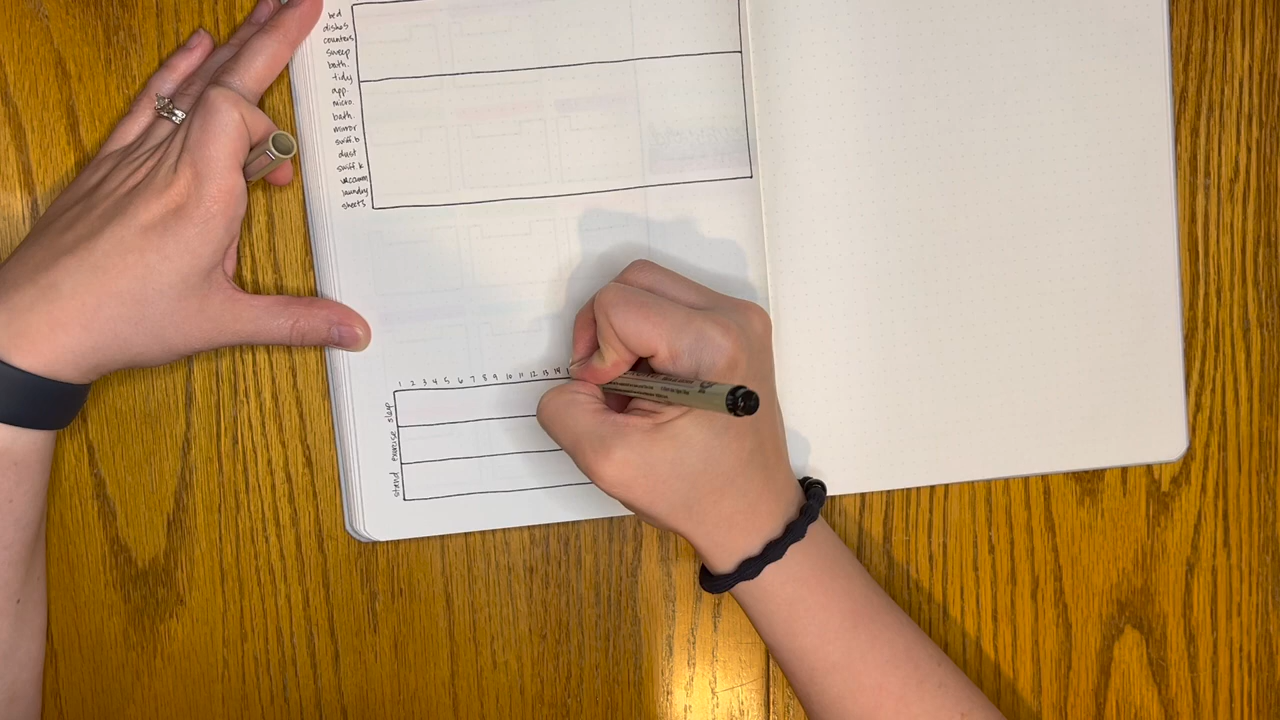 bed
dishes
counters
sweep
bath.
tidy
app.
micro.
bath.
mirror
swiff. b
dust
swiff. k
vaccum
laundry
sheets
1 2 3 4 5 6 7 8 9 10 11 12 13 14
sleep
exercise
stand